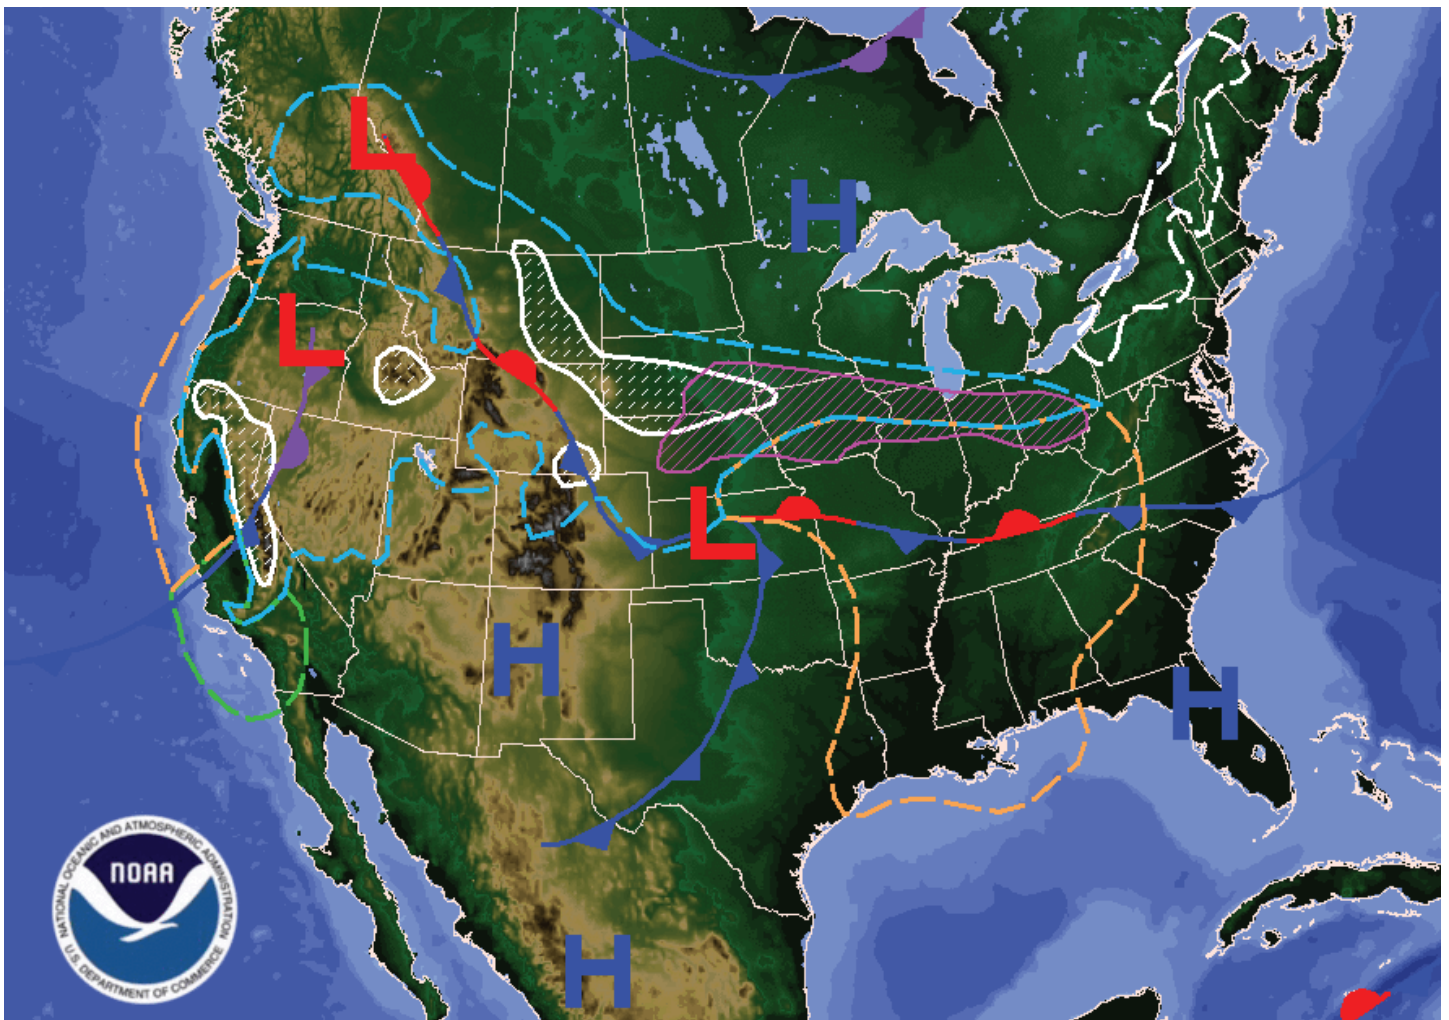 L
H
L
L
H
H
H
NATIONAL OCEANIC AND ATMOSPHERIC ADMINISTRATION
NOAA
U.S. DEPARTMENT OF COMMERCE